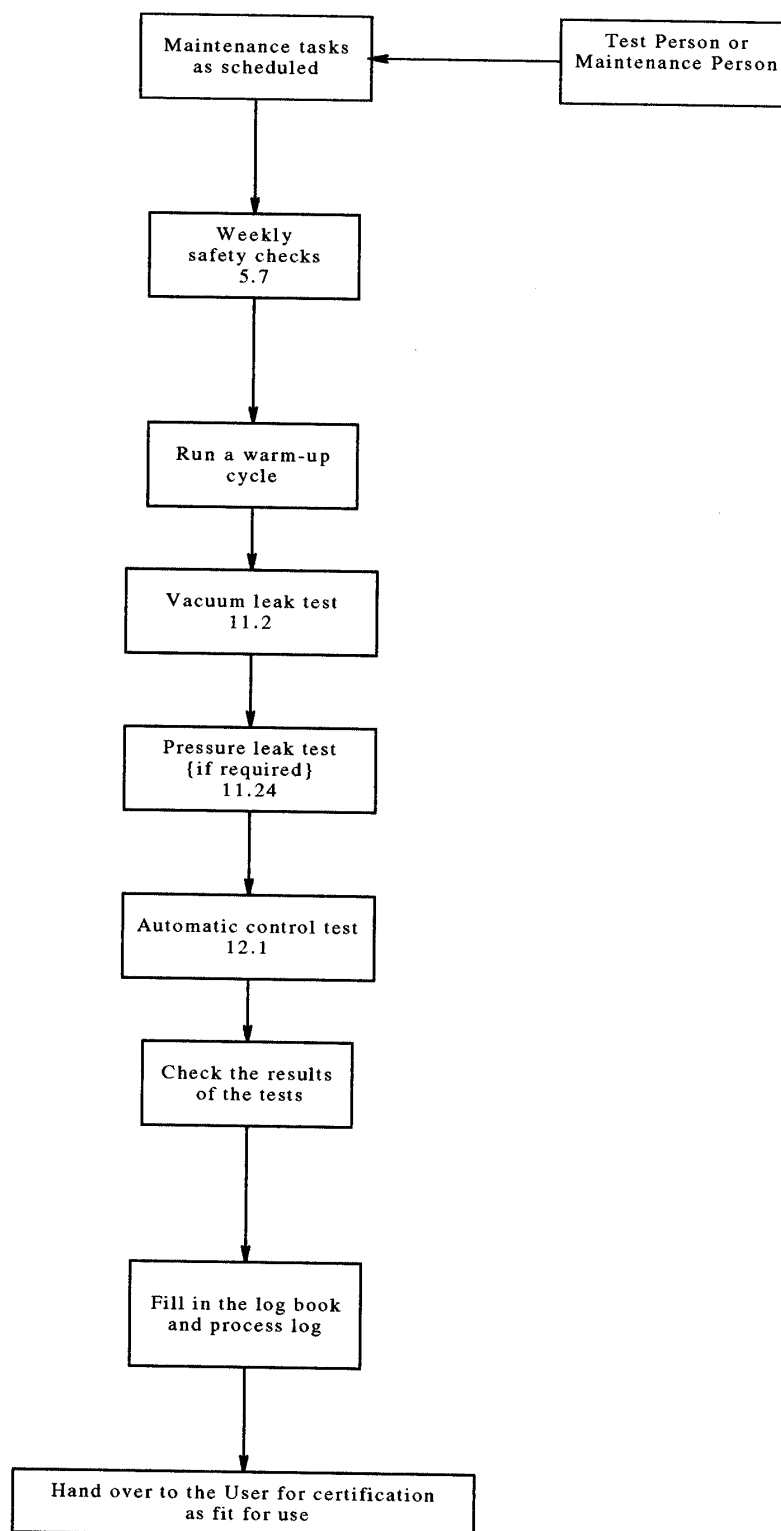 Maintenance tasks
as scheduled
Test Person or
Maintenance Person
Weekly
safety checks
5.7
Run a warm-up
cycle
Vacuum leak test
11.2
Pressure leak test
{if required}
11.24
Automatic control test
12.1
Check the results
of the tests
Fill in the log book
and process log
Hand over to the User for certification
as fit for use